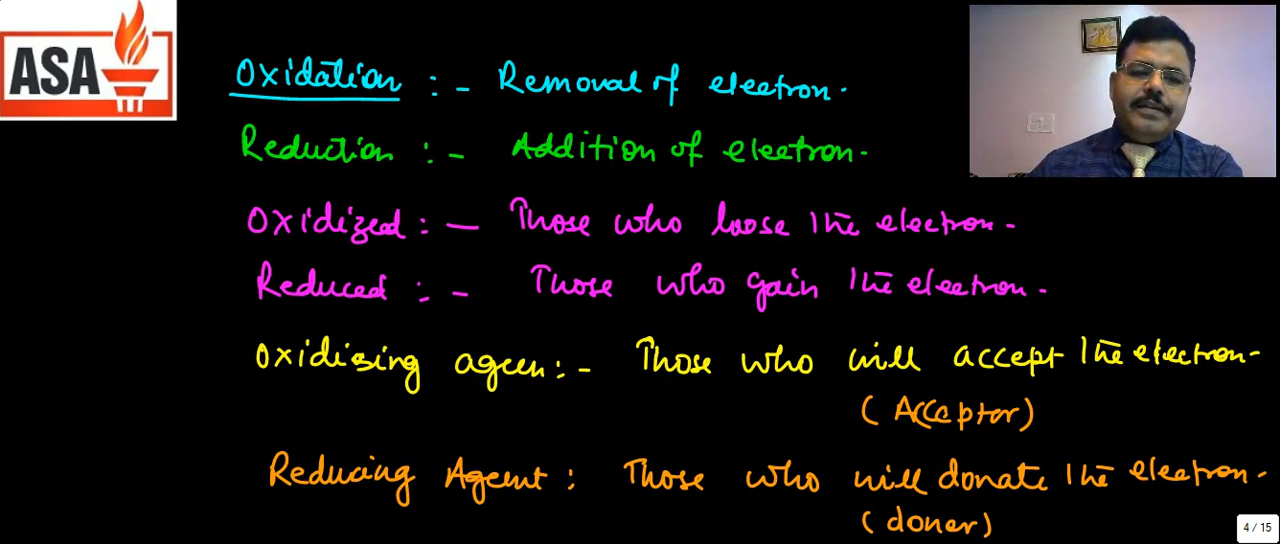 ASA
Oxidation :- Removal of electron.
Reduction :- Addition of electron.
Oxidized :- Those who loose the electron.
Reduced :- Those who gain the electron.
Oxidising ageen :- Those who will accept the electron-
(Acceptor)
Reducing Agent : Those who will donate the electron.
(doner)
4 / 15